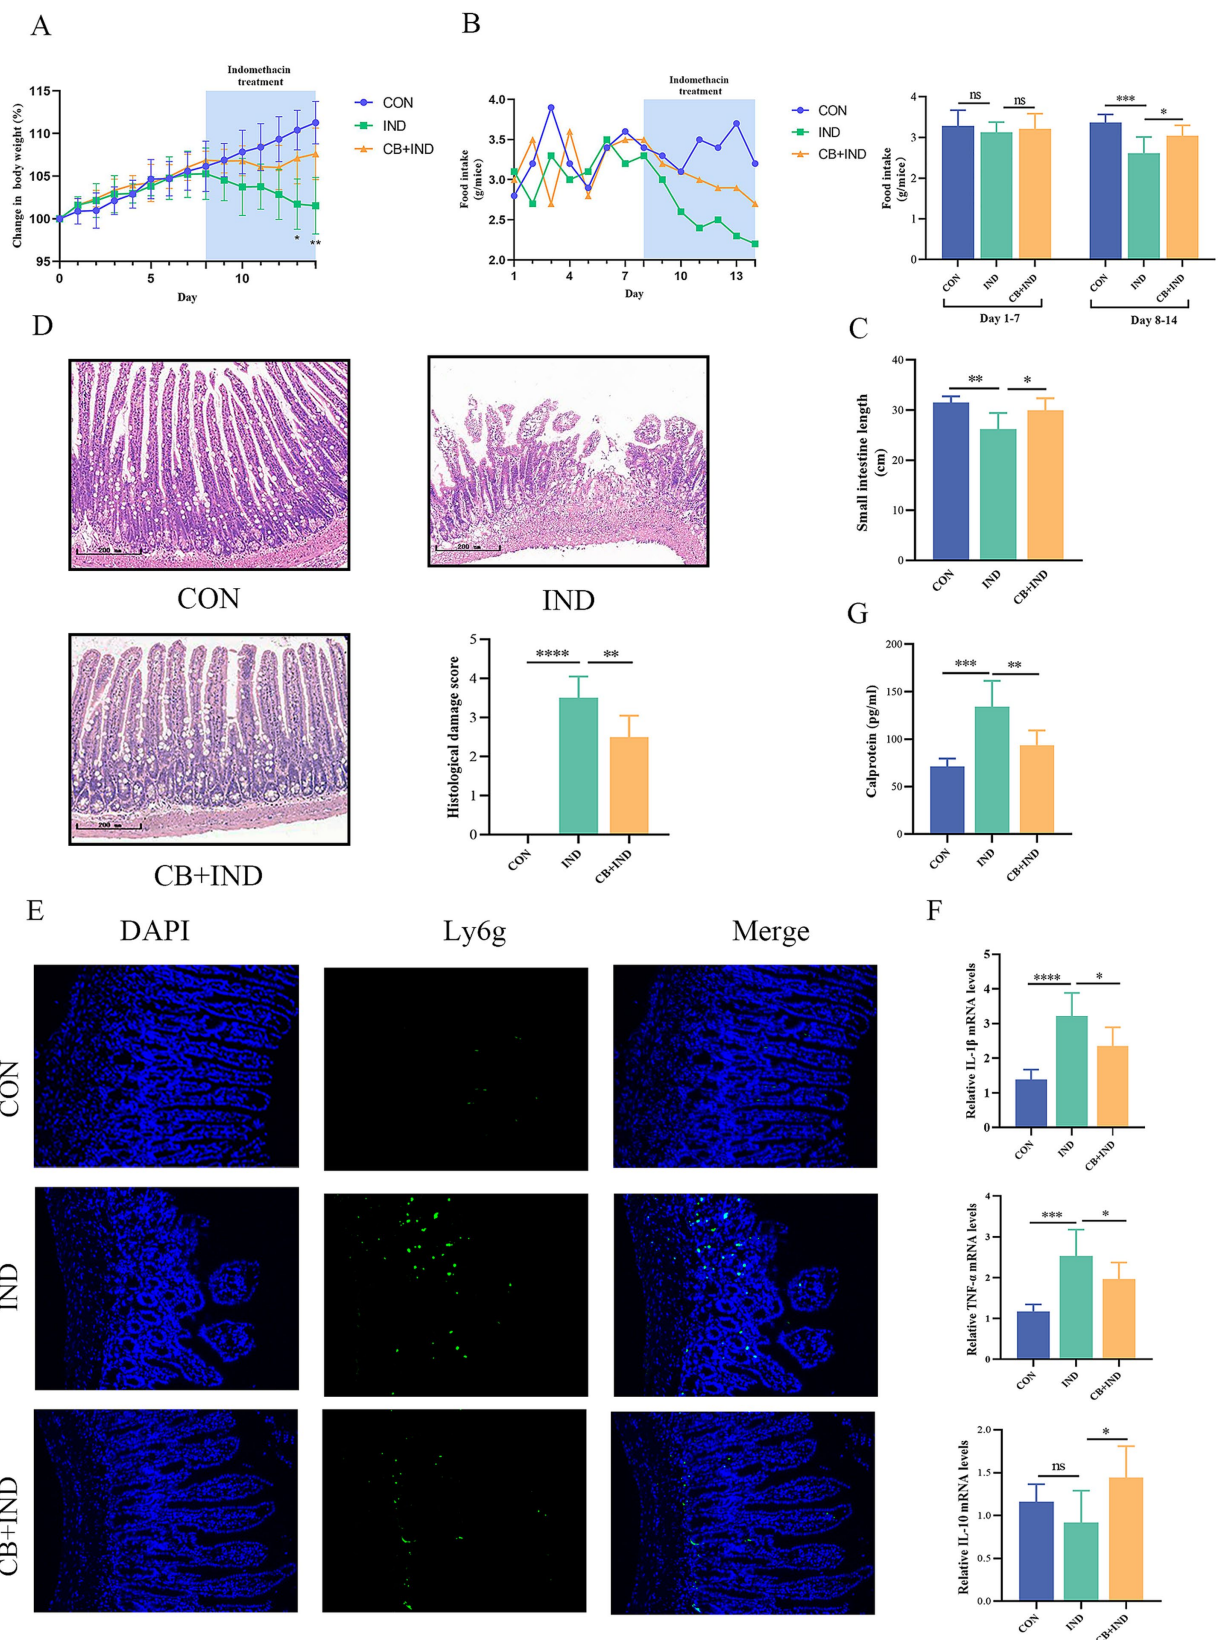 A
Indomethacin
treatment
Change in body weight (%)
115
110
105
100
95
0
5
10
Day
*
**
CON
IND
CB+IND
B
Indomethacin
treatment
Food intake
(g/mice)
4.0
3.5
3.0
2.5
2.0
1
4
7
10
13
Day
CON
IND
CB+IND
Food intake
(g/mice)
4
3
2
1
0
ns
ns
***
*
CON
IND
CB+IND
CON
IND
CB+IND
Day 1-7
Day 8-14
D
CON
IND
CB+IND
Histological damage score
5
4
3
2
1
0
****
**
CON
IND
CB+IND
C
Small intestine length
(cm)
40
30
20
10
0
**
*
CON
IND
CB+IND
G
Calprotein (pg/ml)
200
150
100
50
0
***
**
CON
IND
CB+IND
E
DAPI
Ly6g
Merge
CON
IND
CB+IND
F
Relative IL-1β mRNA levels
5
4
3
2
1
0
****
*
CON
IND
CB+IND
Relative TNF-α mRNA levels
4
3
2
1
0
***
*
CON
IND
CB+IND
Relative IL-10 mRNA levels
2.0
1.5
1.0
0.5
0.0
ns
*
CON
IND
CB+IND